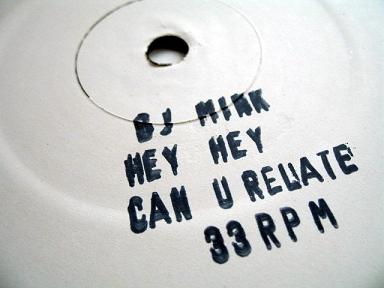 DJ MINK
HEY HEY
CAN U RELATE
33 RPM